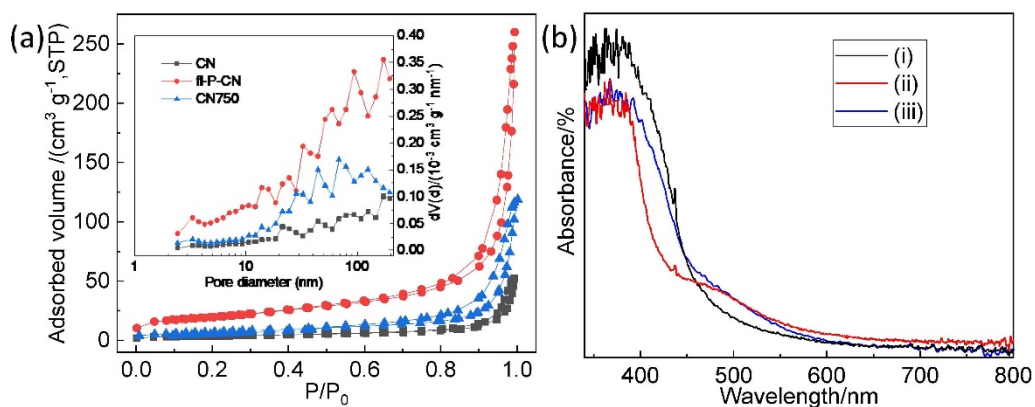 (a)
Adsorbed volume /(cm³ g⁻¹, STP)
250
200
150
100
50
0
CN
fl-P-CN
CN750
0.40
0.35
0.30
0.25
0.20
0.15
0.10
0.05
0.00
dV(d)/(10⁻³ cm³ g⁻¹ nm⁻¹)
1 10 100
Pore diameter (nm)
0.0 0.2 0.4 0.6 0.8 1.0
P/P₀
(b)
Absorbance/%
(i)
(ii)
(iii)
400 500 600 700 800
Wavelength/nm